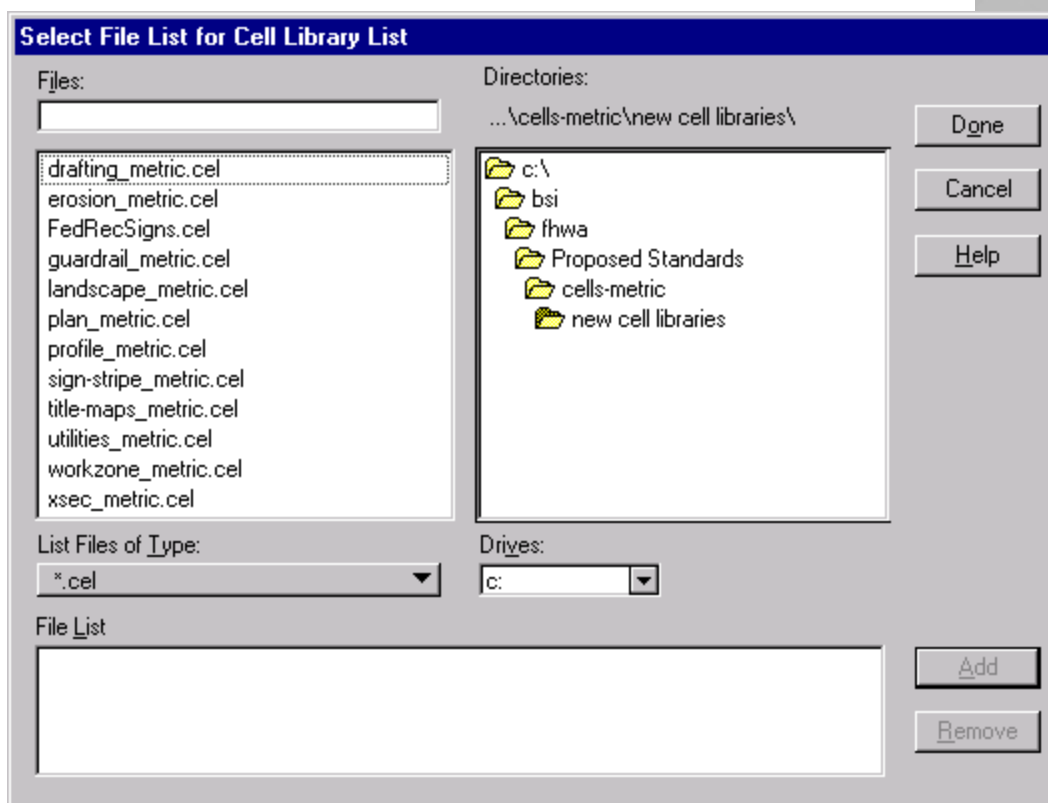 Select File List for Cell Library List
Files:
drafting_metric.cel
erosion_metric.cel
FedRecSigns.cel
guardrail_metric.cel
landscape_metric.cel
plan_metric.cel
profile_metric.cel
sign-stripe_metric.cel
title-maps_metric.cel
utilities_metric.cel
workzone_metric.cel
xsec_metric.cel
List Files of Type:
*.cel
Directories:
...\cells-metric\new cell libraries\
c:\
bsi
fhwa
Proposed Standards
cells-metric
new cell libraries
Drives:
c:
Done
Cancel
Help
File List
Add
Remove